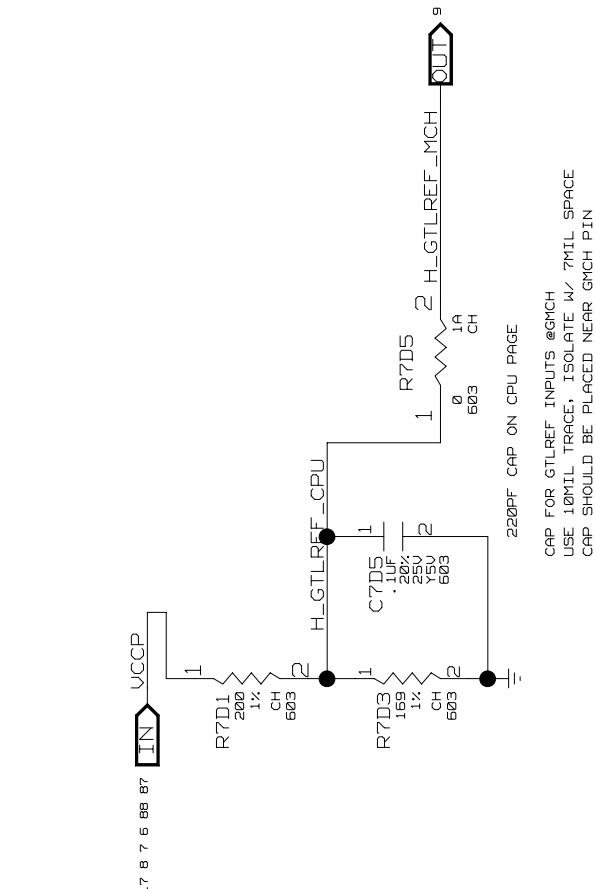 9
OUT
H_GTLREF_MCH
2
R7D5
1
0
603
1A
CH
220PF CAP ON CPU PAGE
CAP FOR GTLREF INPUTS @GMCH
USE 10MIL TRACE, ISOLATE W/ 7MIL SPACE
CAP SHOULD BE PLACED NEAR GMCH PIN
H_GTLREF_CPU
1
2
C7D5
.1UF
20%
25V
Y5V
603
VCCP
IN
7 8 7 6 88 87
1
2
R7D1
200
1%
CH
603
1
2
R7D3
169
1%
CH
603